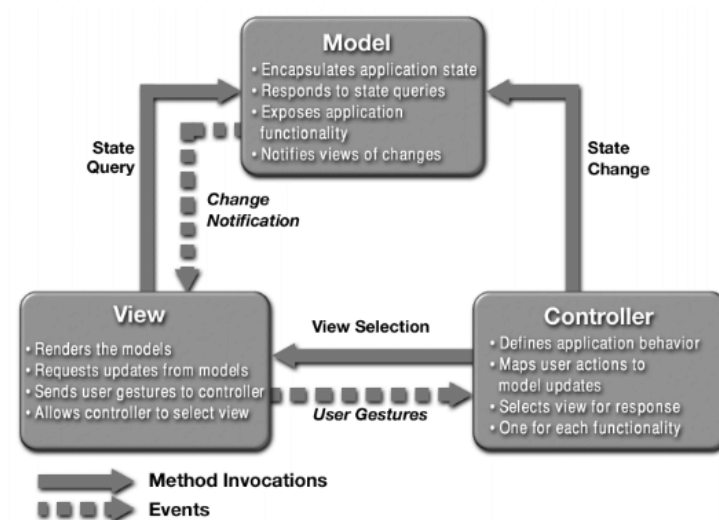 Model
• Encapsulates application state
• Responds to state queries
• Exposes application
functionality
• Notifies views of changes
State
Query
State
Change
Change
Notification
View
• Renders the models
• Requests updates from models
• Sends user gestures to controller
• Allows controller to select view
View Selection
User Gestures
Controller
• Defines application behavior
• Maps user actions to
model updates
• Selects view for response
• One for each functionality
Method Invocations
Events